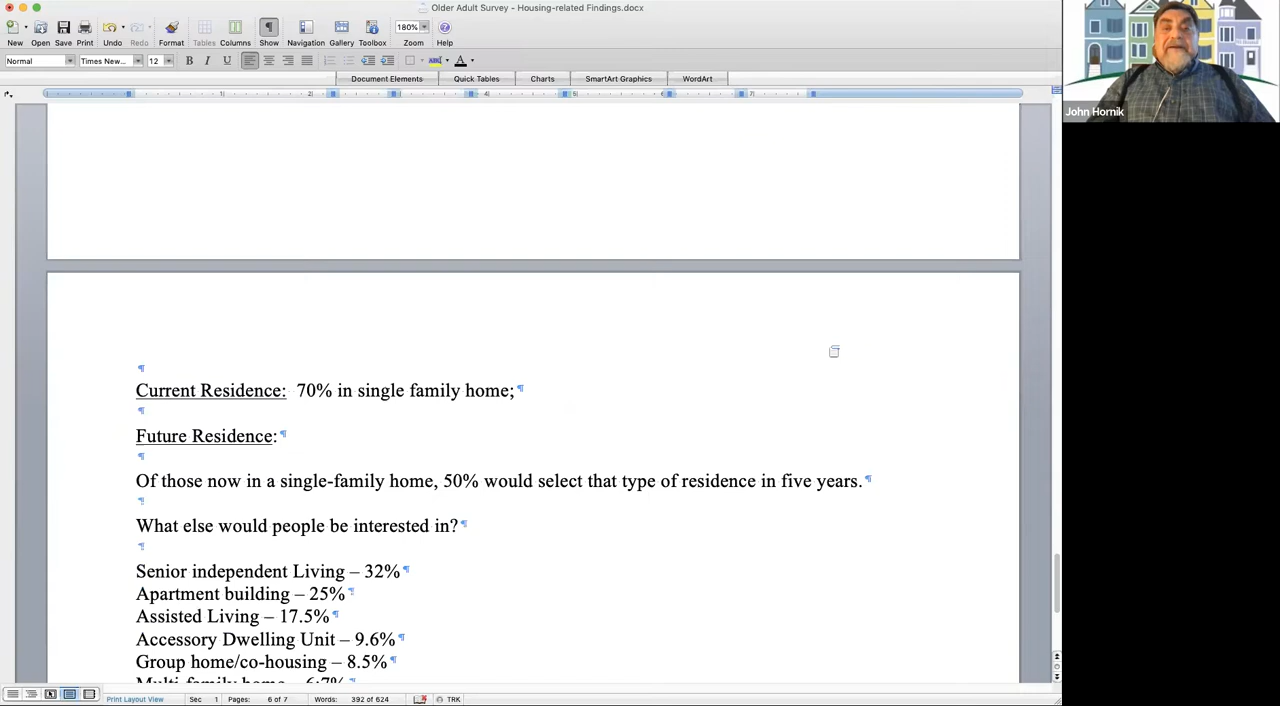 Older Adult Survey - Housing-related Findings.docx
New Open Save Print Undo Redo Format Tables Columns Show Navigation Gallery Toolbox Zoom Help
180%
Normal Times New... 12 B I U
Document Elements Quick Tables Charts SmartArt Graphics WordArt
John Hornik
Current Residence: 70% in single family home;
Future Residence:
Of those now in a single-family home, 50% would select that type of residence in five years.
What else would people be interested in?
Senior independent Living – 32%
Apartment building – 25%
Assisted Living – 17.5%
Accessory Dwelling Unit – 9.6%
Group home/co-housing – 8.5%
Multi-family home
Print Layout View Sec 1 Pages: 6 of 7 Words: 392 of 624 TRK